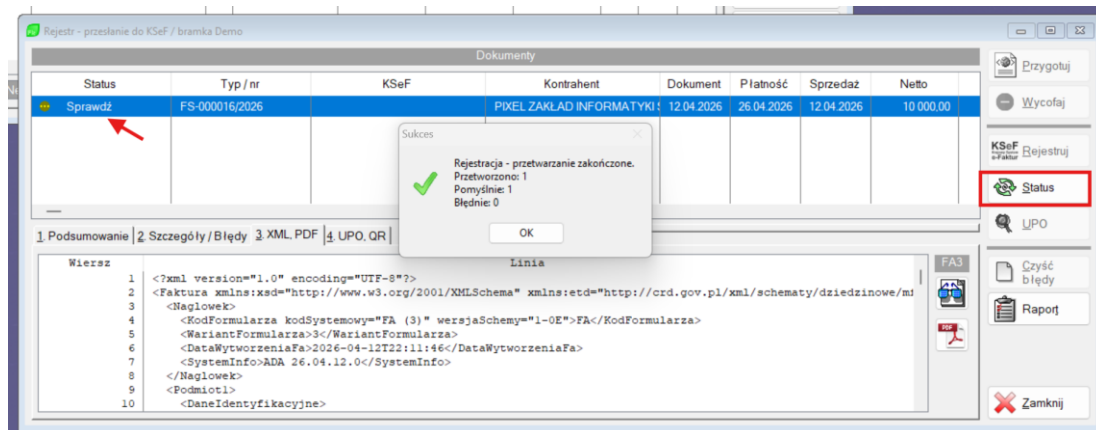 Rejestr - przesłanie do KSeF / bramka Demo
Dokumenty
Status Typ / nr KSeF Kontrahent Dokument Płatność Sprzedaż Netto
Sprawdź FS-000016/2026 PIXEL ZAKŁAD INFORMATYKI 12.04.2026 26.04.2026 12.04.2026 10 000,00
Sukces
Rejestracja - przetwarzanie zakończone.
Przetworzono: 1
Pomyślnie: 1
Błędnie: 0
OK
1. Podsumowanie 2. Szczegóły / Błędy 3. XML, PDF 4. UPO, QR
Wiersz Linia
1 <?xml version="1.0" encoding="UTF-8"?>
2 <Faktura xmlns:xsd="http://www.w3.org/2001/XMLSchema" xmlns:etd="http://crd.gov.pl/xml/schematy/dziedzinowe/mf
3 <Naglowek>
4 <KodFormularza kodSystemowy="FA (3)" wersjaSchemy="1-0E">FA</KodFormularza>
5 <WariantFormularza>3</WariantFormularza>
6 <DataWytworzeniaFa>2026-04-12T22:11:46</DataWytworzeniaFa>
7 <SystemInfo>ADA 26.04.12.0</SystemInfo>
8 </Naglowek>
9 <Podmiot1>
10 <DaneIdentyfikacyjne>
FA3
PDF
Przygotuj
Wycofaj
KSeF
e-Faktur
Rejestruj
Status
UPO
Czyść
błędy
Raport
Zamknij